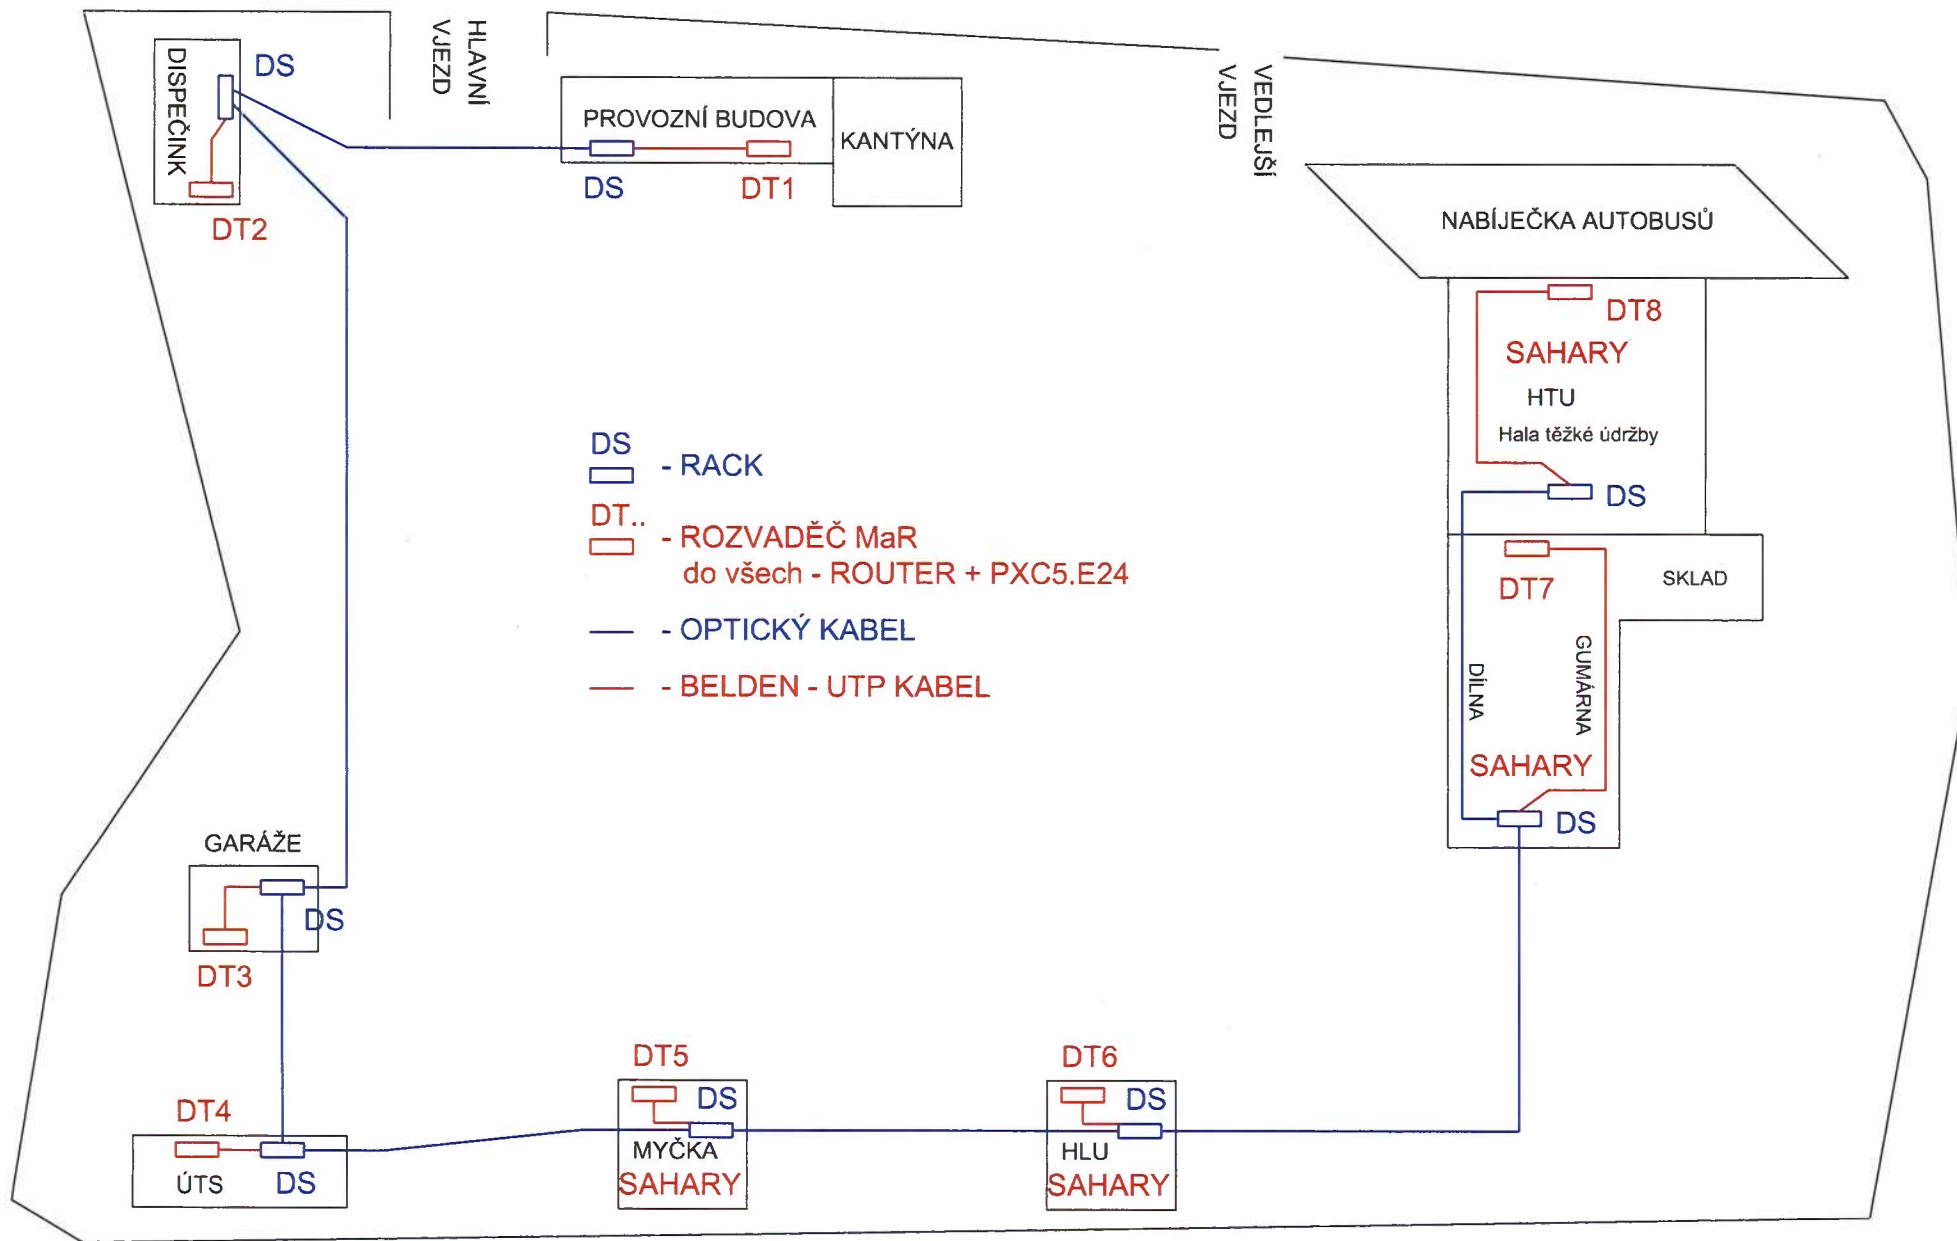 HLAVNÍ
VJEZD
DISPEČINK
DS
DT2
PROVOZNÍ BUDOVA
KANTÝNA
DS
DT1
VEDLEJŠÍ
VJEZD
NABÍJEČKA AUTOBUSŮ
DT8
SAHARY
HTU
Hala těžké údržby
DS
DT7
SKLAD
DÍLNA
GUMÁRNA
SAHARY
DS
DS
- RACK
DT..
- ROZVADĚČ MaR
do všech - ROUTER + PXC5.E24
- OPTICKÝ KABEL
- BELDEN - UTP KABEL
GARÁŽE
DS
DT3
DT4
ÚTS
DS
DT5
DS
MYČKA
SAHARY
DT6
DS
HLU
SAHARY